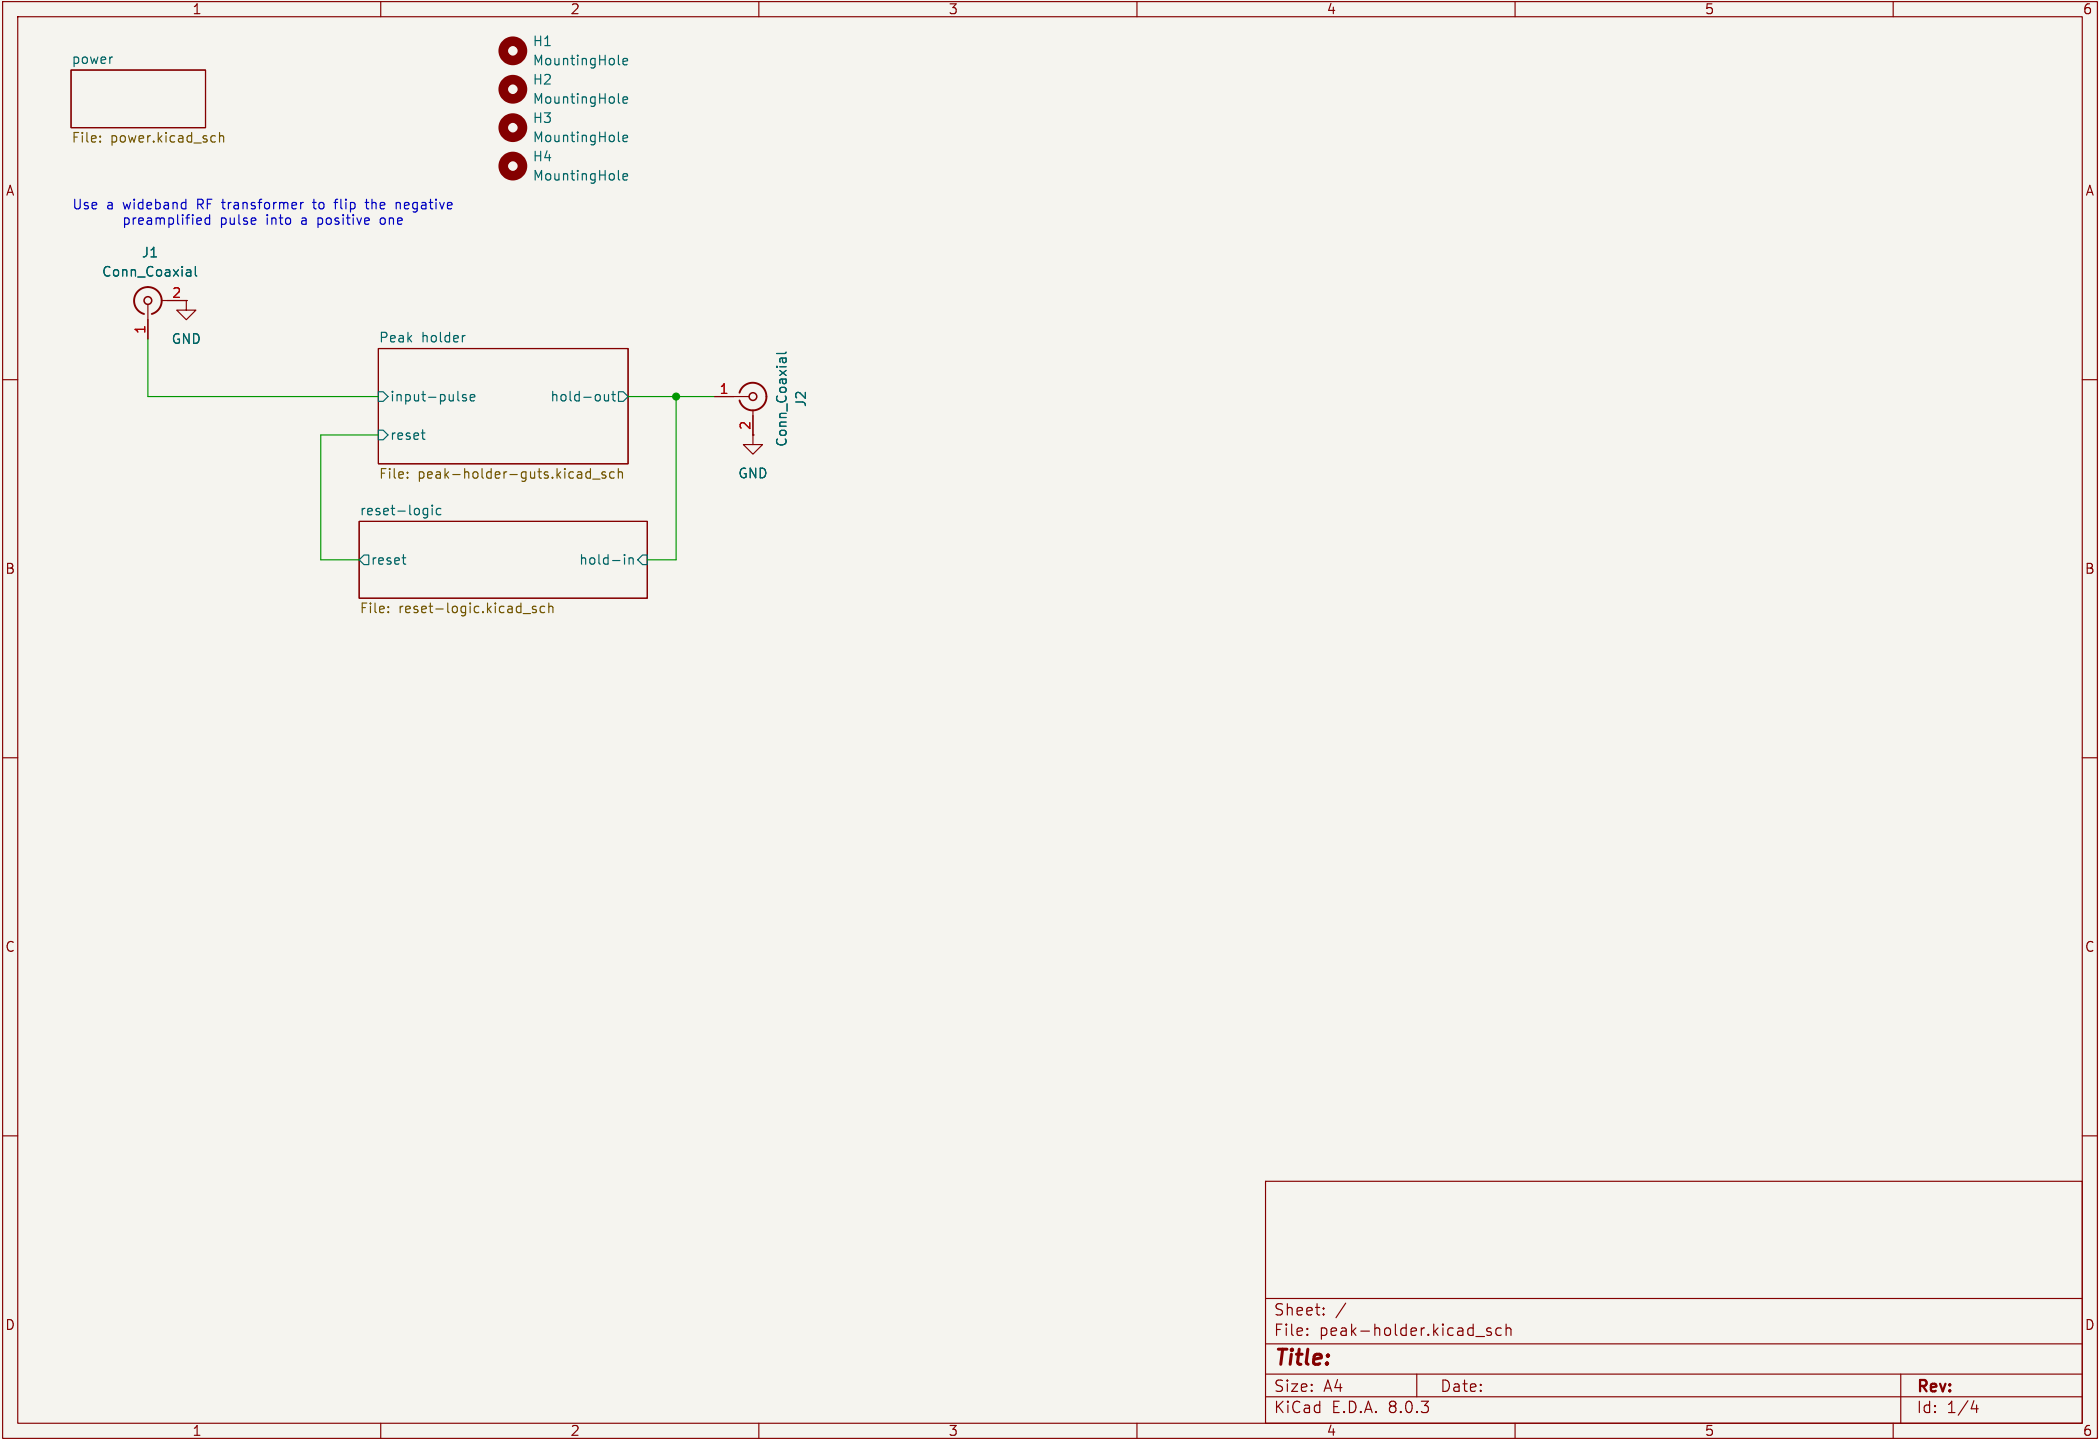 1 2 3 4 5 6
power
File: power.kicad_sch
H1
MountingHole
H2
MountingHole
H3
MountingHole
H4
MountingHole
A A
Use a wideband RF transformer to flip the negative
preamplified pulse into a positive one
J1
Conn_Coaxial
2
1
GND
Peak holder
input-pulse
hold-out
reset
File: peak-holder-guts.kicad_sch
1
2
Conn_Coaxial
J2
GND
reset-logic
reset
hold-in
File: reset-logic.kicad_sch
B B
C C
D D
Sheet: /
File: peak-holder.kicad_sch
Title:
Size: A4
Date:
Rev:
KiCad E.D.A. 8.0.3
Id: 1/4
1 2 3 4 5 6